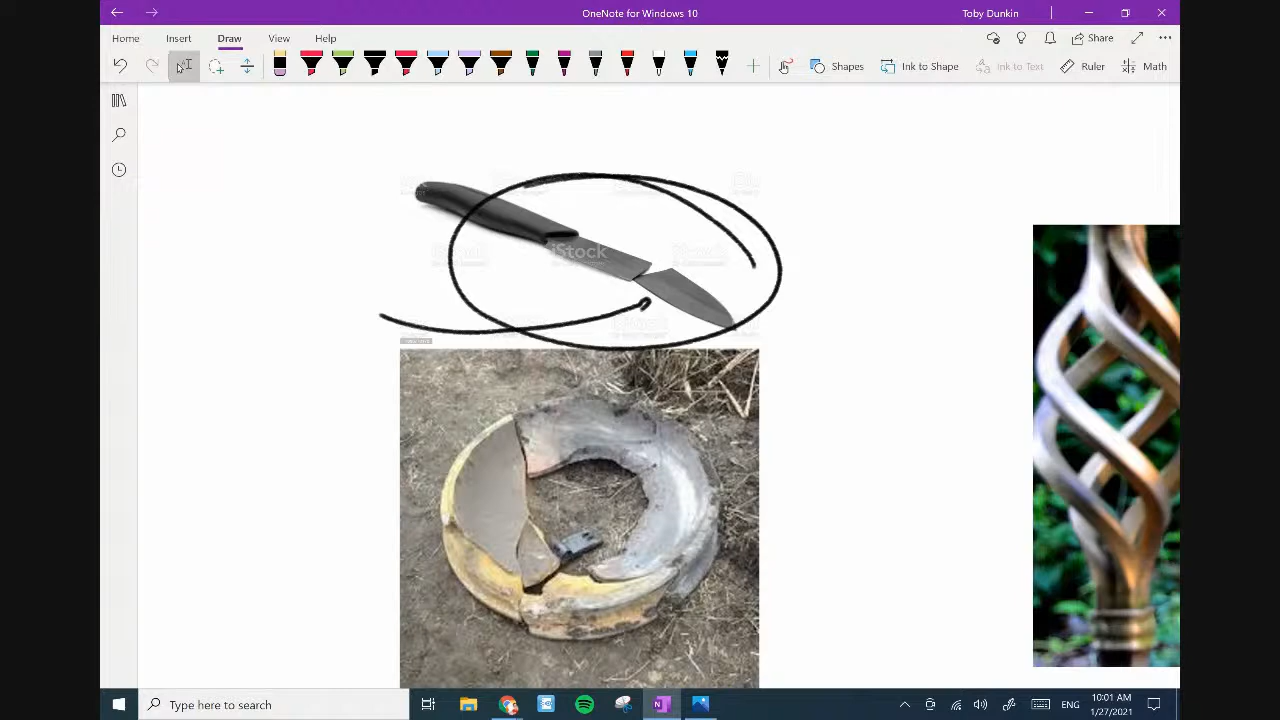 OneNote for Windows 10
Toby Dunkin
Home
Insert
Draw
View
Help
Share
Shapes
Ink to Shape
Ink to Text
Ruler
Math
iStock
Type here to search
ENG
10:01 AM
1/27/2021